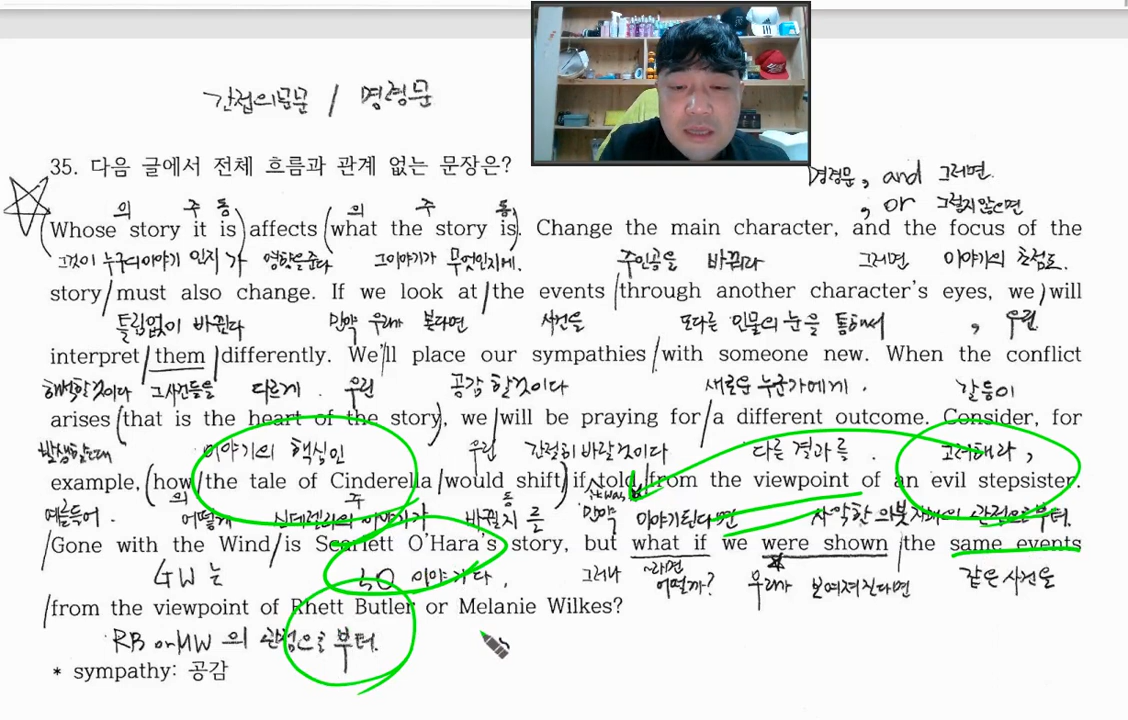 간접의문문 / 명령문
35. 다음 글에서 전체 흐름과 관계 없는 문장은?
명령문, and 그러면
, or 그렇지않으면
의 주 동 의 주 동
(Whose story it is) affects (what the story is). Change the main character, and the focus of the
그것이 누구의이야기 인지가 영향을준다 그이야기가 무엇인지에. 주인공을 바꿔라 그러면 이야기의 초점도.
story/must also change. If we look at/the events/through another character's eyes, we/will
틀림없이 바뀐다 만약 우리가 본다면 사건을 또다른 인물의 눈을 통해서, 우린
interpret/them/differently. We'll place our sympathies/with someone new. When the conflict
해석할것이다 그사건들을 다르게. 우린 공감 할것이다 새로운 누군가에게. 갈등이
arises (that is the heart of the story), we/will be praying for/a different outcome. Consider, for
이야기의 핵심인 우린 간절히 바랄것이다 다른 결과를. 고려해라,
example, (how/the tale of Cinderella/would shift) if told/from the viewpoint of an evil stepsister.
의 주 동
예를들어. 어떻게 신데렐라의 이야기가 바뀔지를 만약 이야기된다면 사악한 의붓자매의 관점으로부터.
/Gone with the Wind/is Scarlett O'Hara's story, but what if we were shown/the same events
GW는 SO 이야기다, 그러나 ~라면 어떨까? 우리가 보여져진다면 같은 사건을
/from the viewpoint of Rhett Butler or Melanie Wilkes?
RB or MW 의 관점으로 부터.
* sympathy: 공감